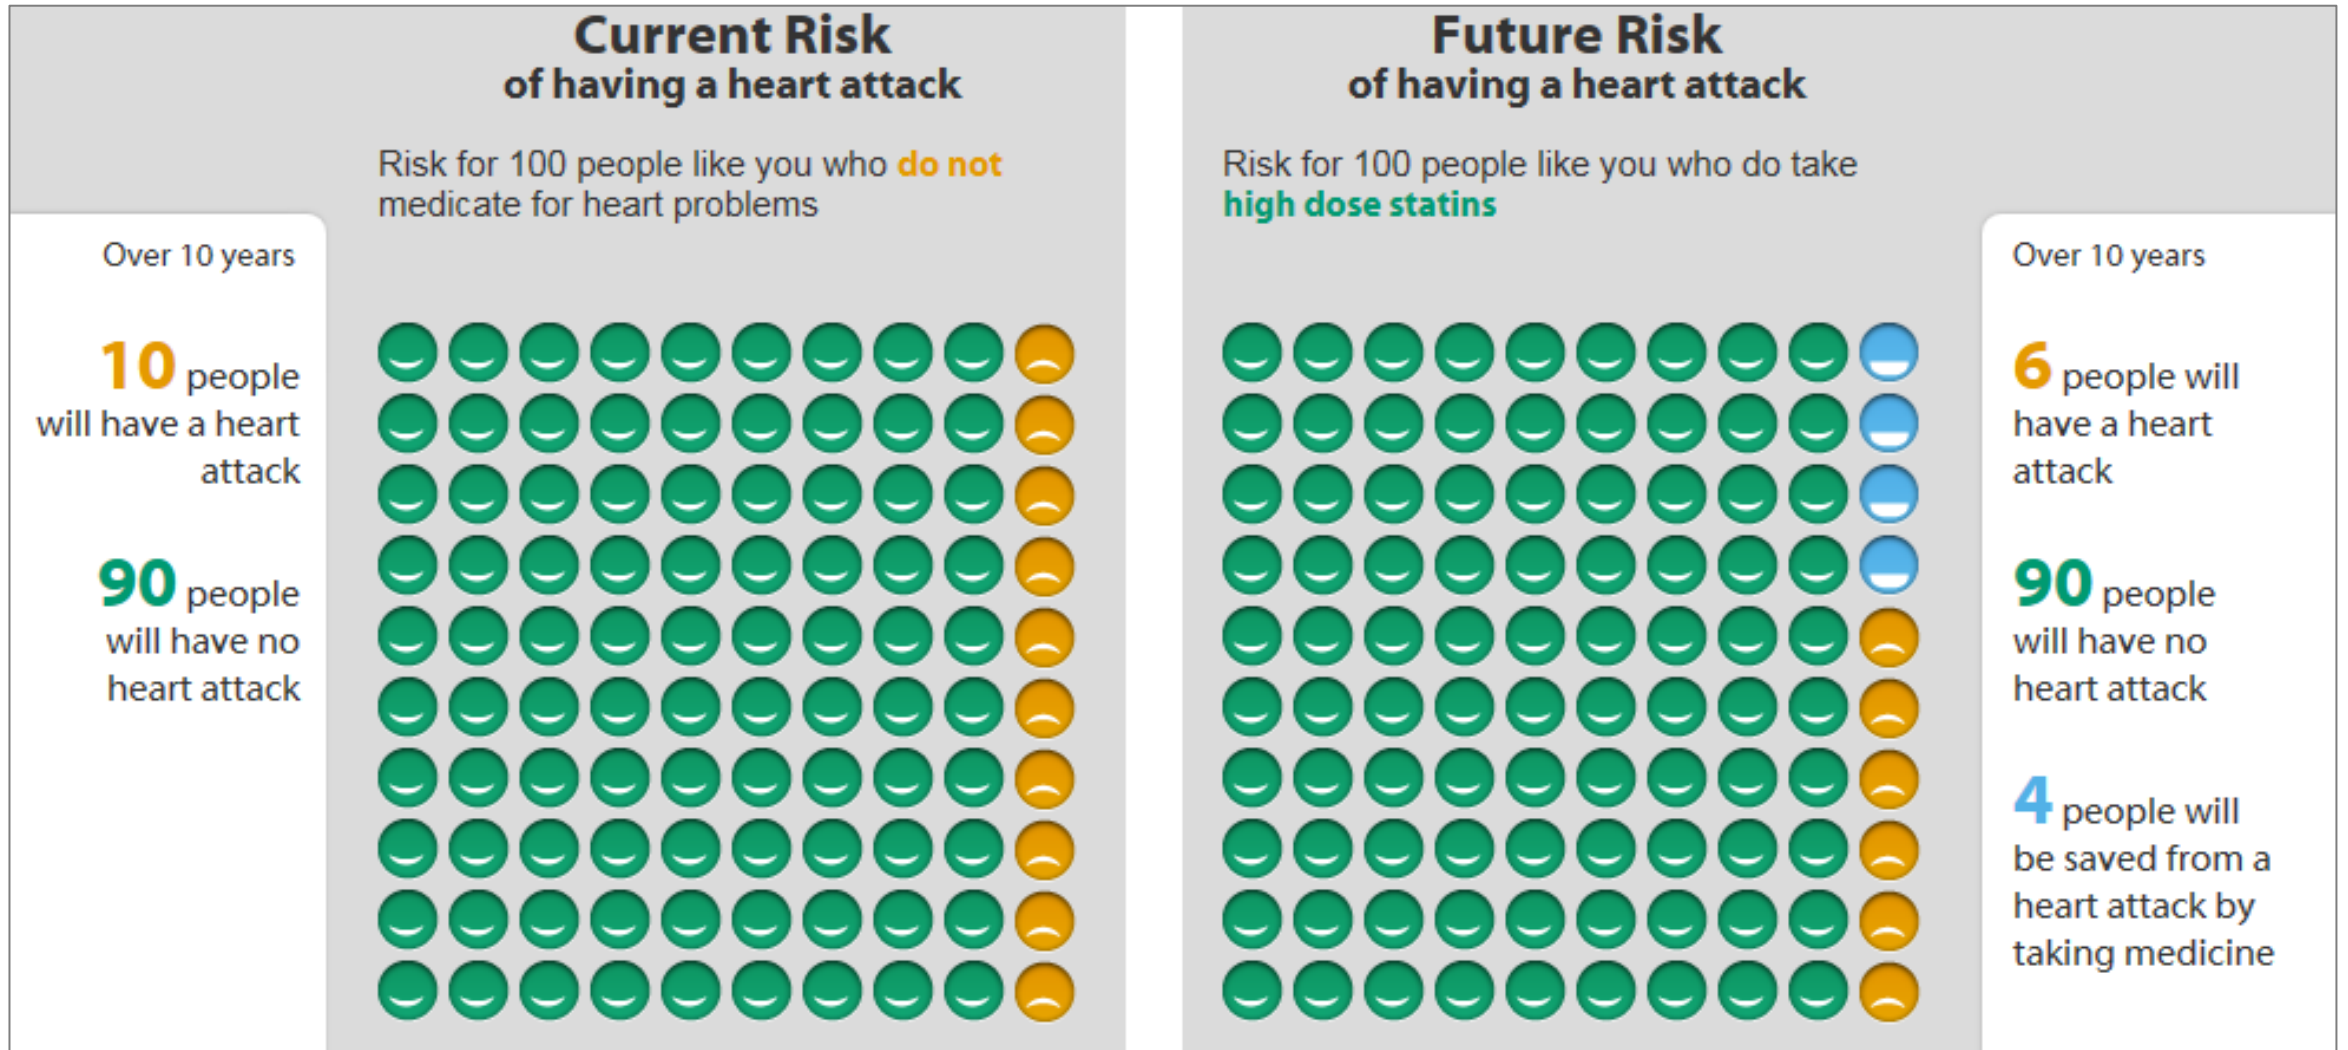 Current Risk
of having a heart attack
Risk for 100 people like you who do not
medicate for heart problems
Over 10 years
10 people
will have a heart
attack
90 people
will have no
heart attack
Future Risk
of having a heart attack
Risk for 100 people like you who do take
high dose statins
Over 10 years
6 people will
have a heart
attack
90 people
will have no
heart attack
4 people will
be saved from a
heart attack by
taking medicine